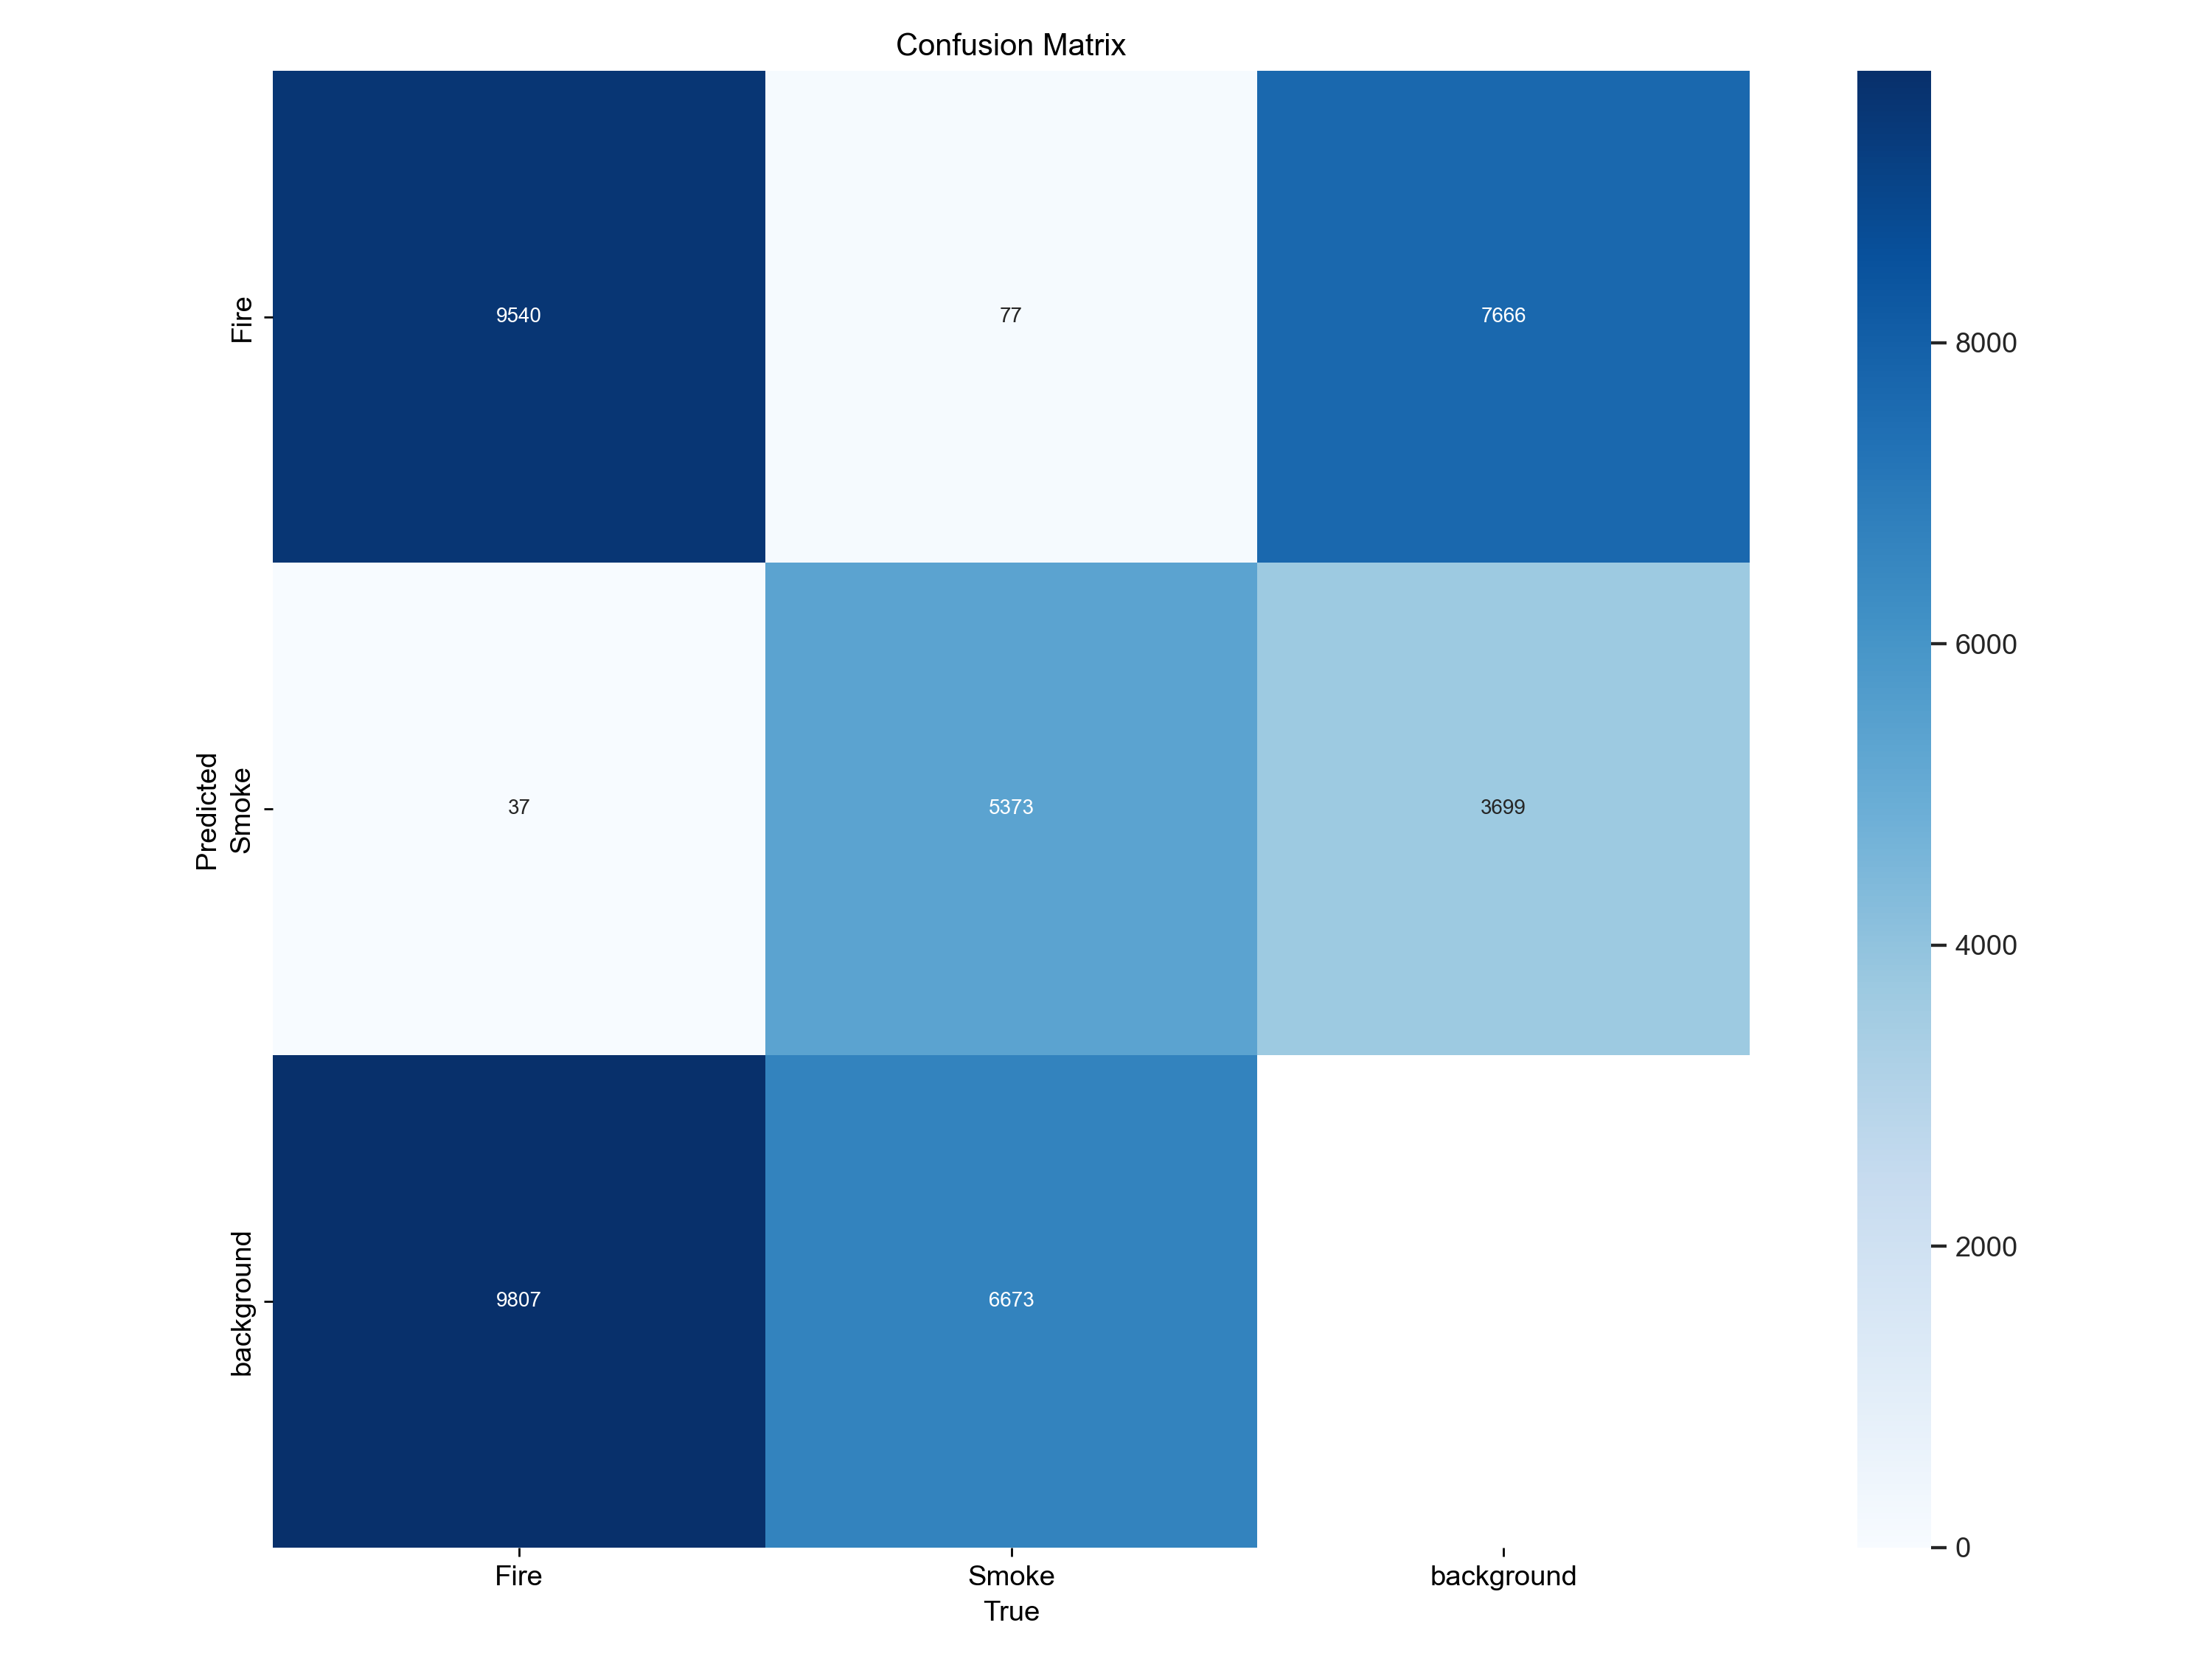 Confusion Matrix
Fire
9540
77
7666
8000
6000
Predicted
Smoke
37
5373
3699
4000
2000
background
9807
6673
0
Fire
Smoke
background
True